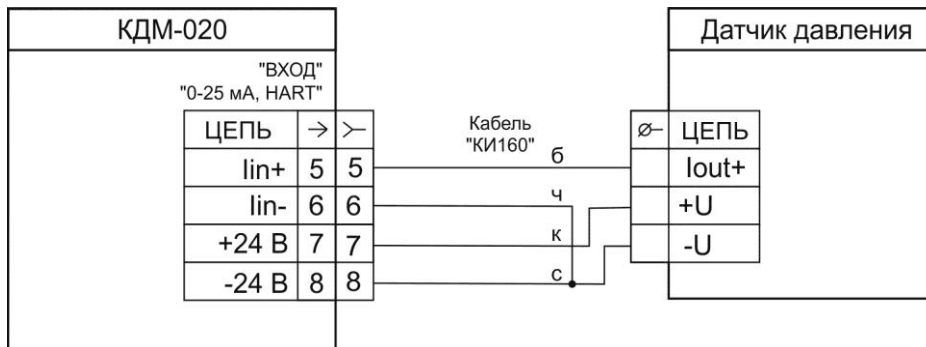 КДМ-020
Датчик давления
"ВХОД"
"0-25 мА, HART"
ЦЕПЬ
Кабель
"КИ160"
ЦЕПЬ
Iin+ 5 5
б
Iout+
Iin- 6 6
ч
+U
+24 В 7 7
к
-U
-24 В 8 8
с